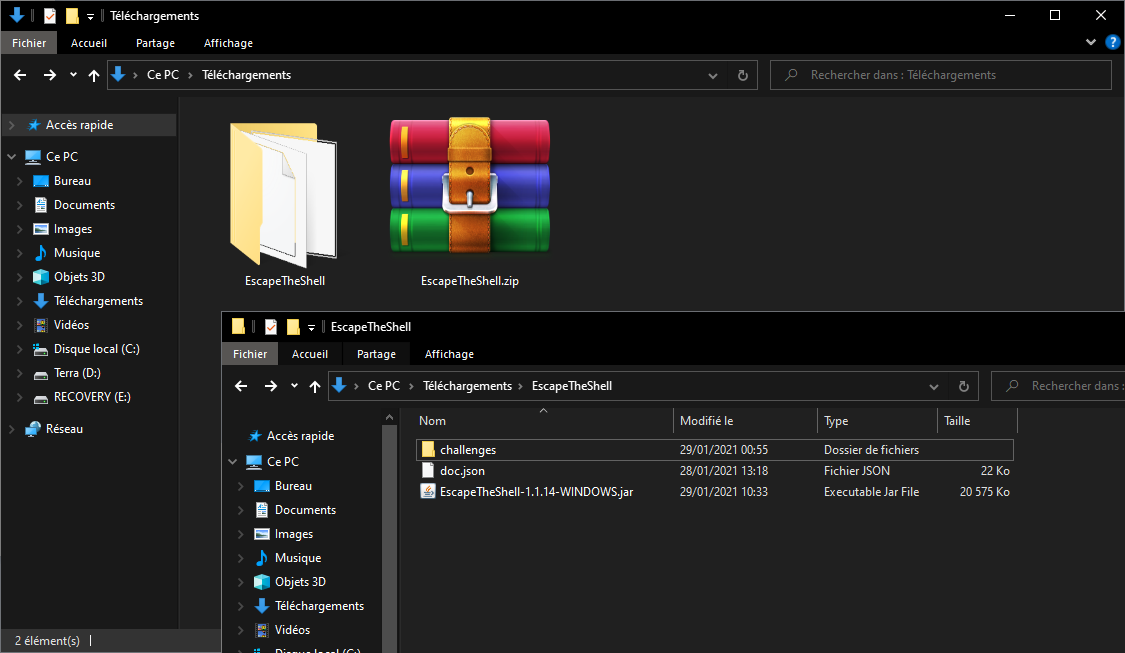 Téléchargements
Fichier Accueil Partage Affichage
Ce PC Téléchargements Rechercher dans : Téléchargements
Accès rapide
Ce PC
Bureau
Documents
Images
Musique
Objets 3D
Téléchargements
Vidéos
Disque local (C:)
Terra (D:)
RECOVERY (E:)
Réseau
2 élément(s)
EscapeTheShell EscapeTheShell.zip
EscapeTheShell
Fichier Accueil Partage Affichage
Ce PC Téléchargements EscapeTheShell Rechercher dans :
Accès rapide
Ce PC
Bureau
Documents
Images
Musique
Objets 3D
Téléchargements
Vidéos
Disque local (C:)
Nom Modifié le Type Taille
challenges 29/01/2021 00:55 Dossier de fichiers
doc.json 28/01/2021 13:18 Fichier JSON 22 Ko
EscapeTheShell-1.1.14-WINDOWS.jar 29/01/2021 10:33 Executable Jar File 20 575 Ko